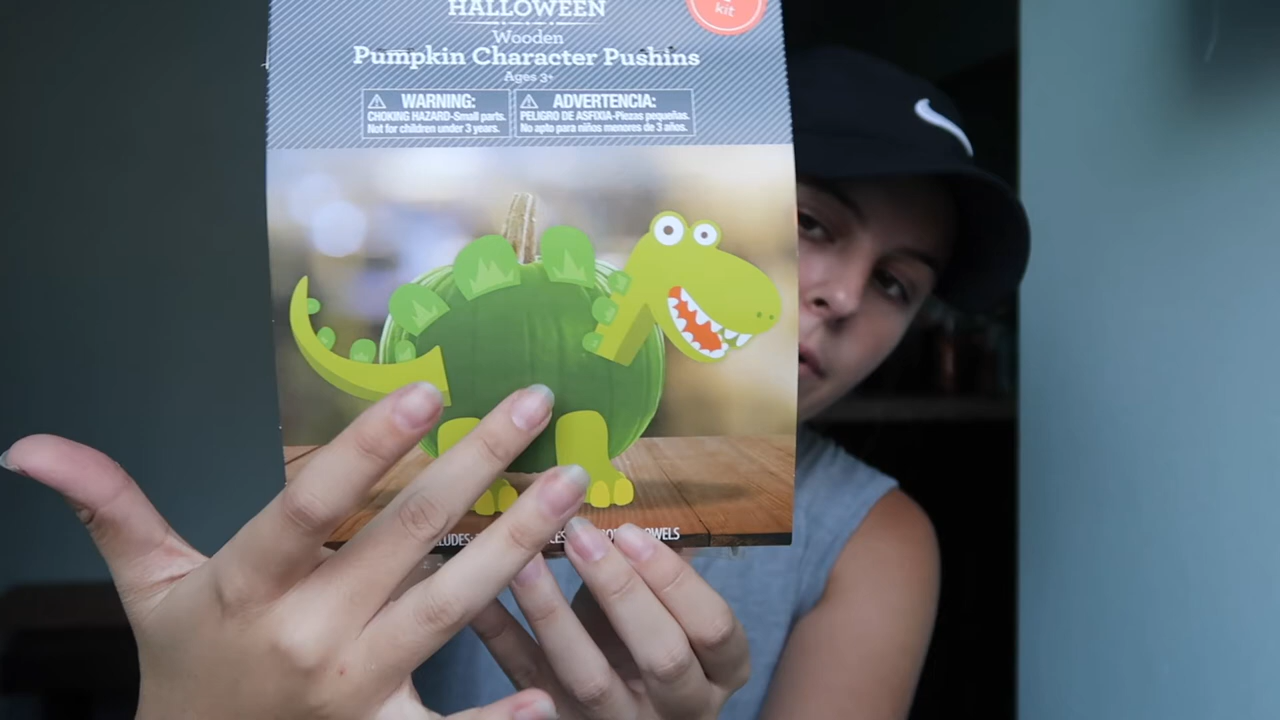 HALLOWEEN
kit
Wooden
Pumpkin Character Pushins
Ages 3+
WARNING:
CHOKING HAZARD-Small parts.
Not for children under 3 years.
ADVERTENCIA:
PELIGRO DE ASFIXIA-Piezas pequeñas.
No apto para niños menores de 3 años.